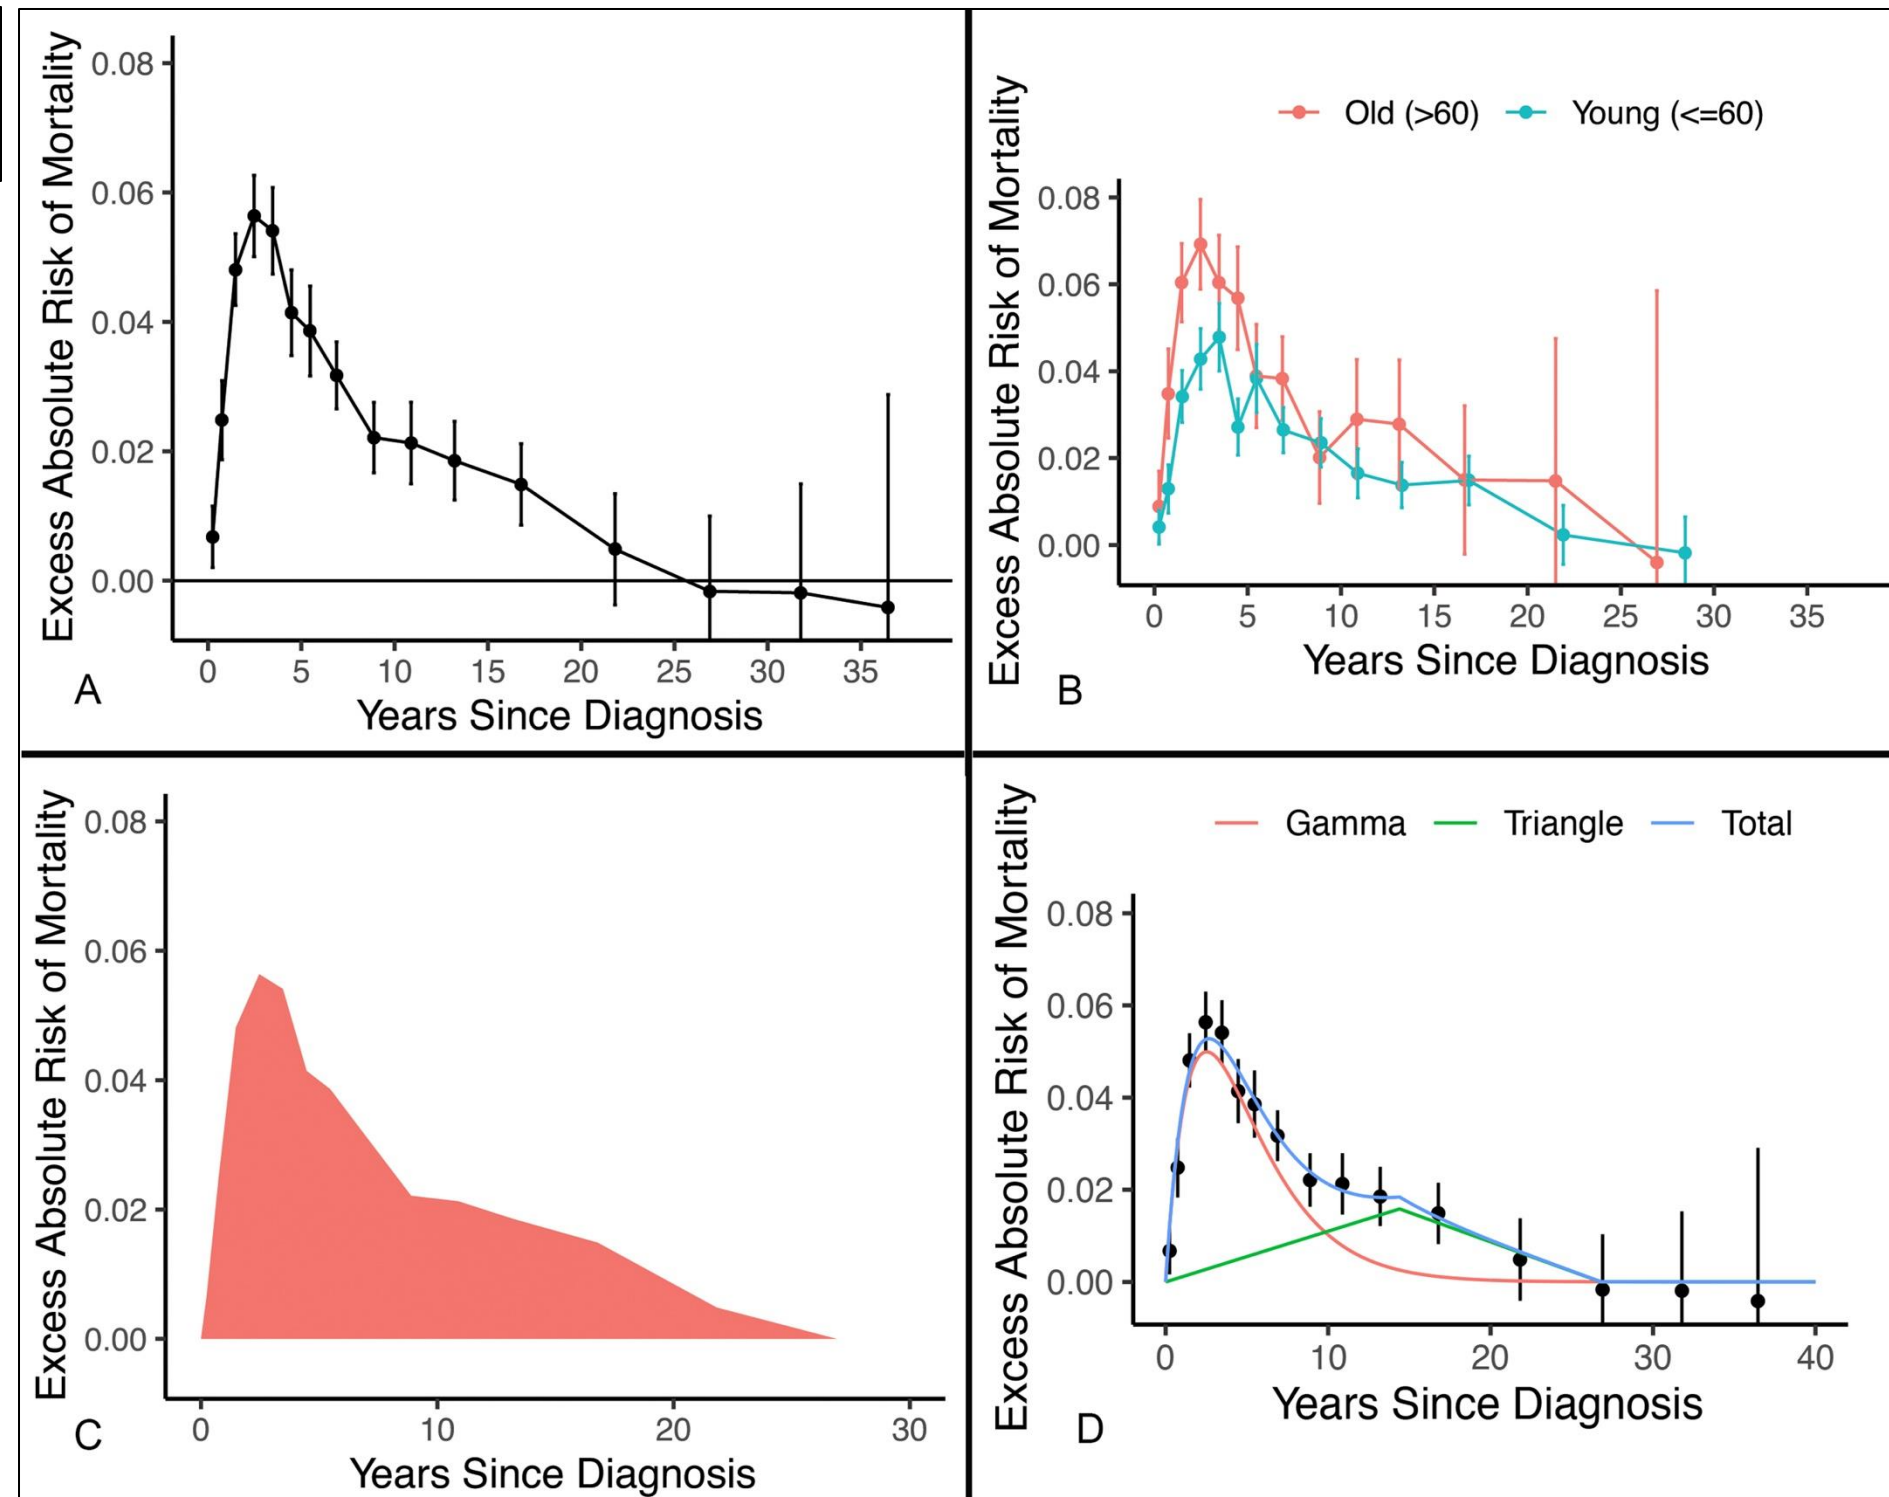 Excess Absolute Risk of Mortality
0.08
0.06
0.04
0.02
0.00
0 5 10 15 20 25 30 35
Years Since Diagnosis
A
Old (>60) Young (<=60)
Excess Absolute Risk of Mortality
0.08
0.06
0.04
0.02
0.00
0 5 10 15 20 25 30 35
Years Since Diagnosis
B
Excess Absolute Risk of Mortality
0.08
0.06
0.04
0.02
0.00
0 10 20 30
Years Since Diagnosis
C
Gamma Triangle Total
Excess Absolute Risk of Mortality
0.08
0.06
0.04
0.02
0.00
0 10 20 30 40
Years Since Diagnosis
D